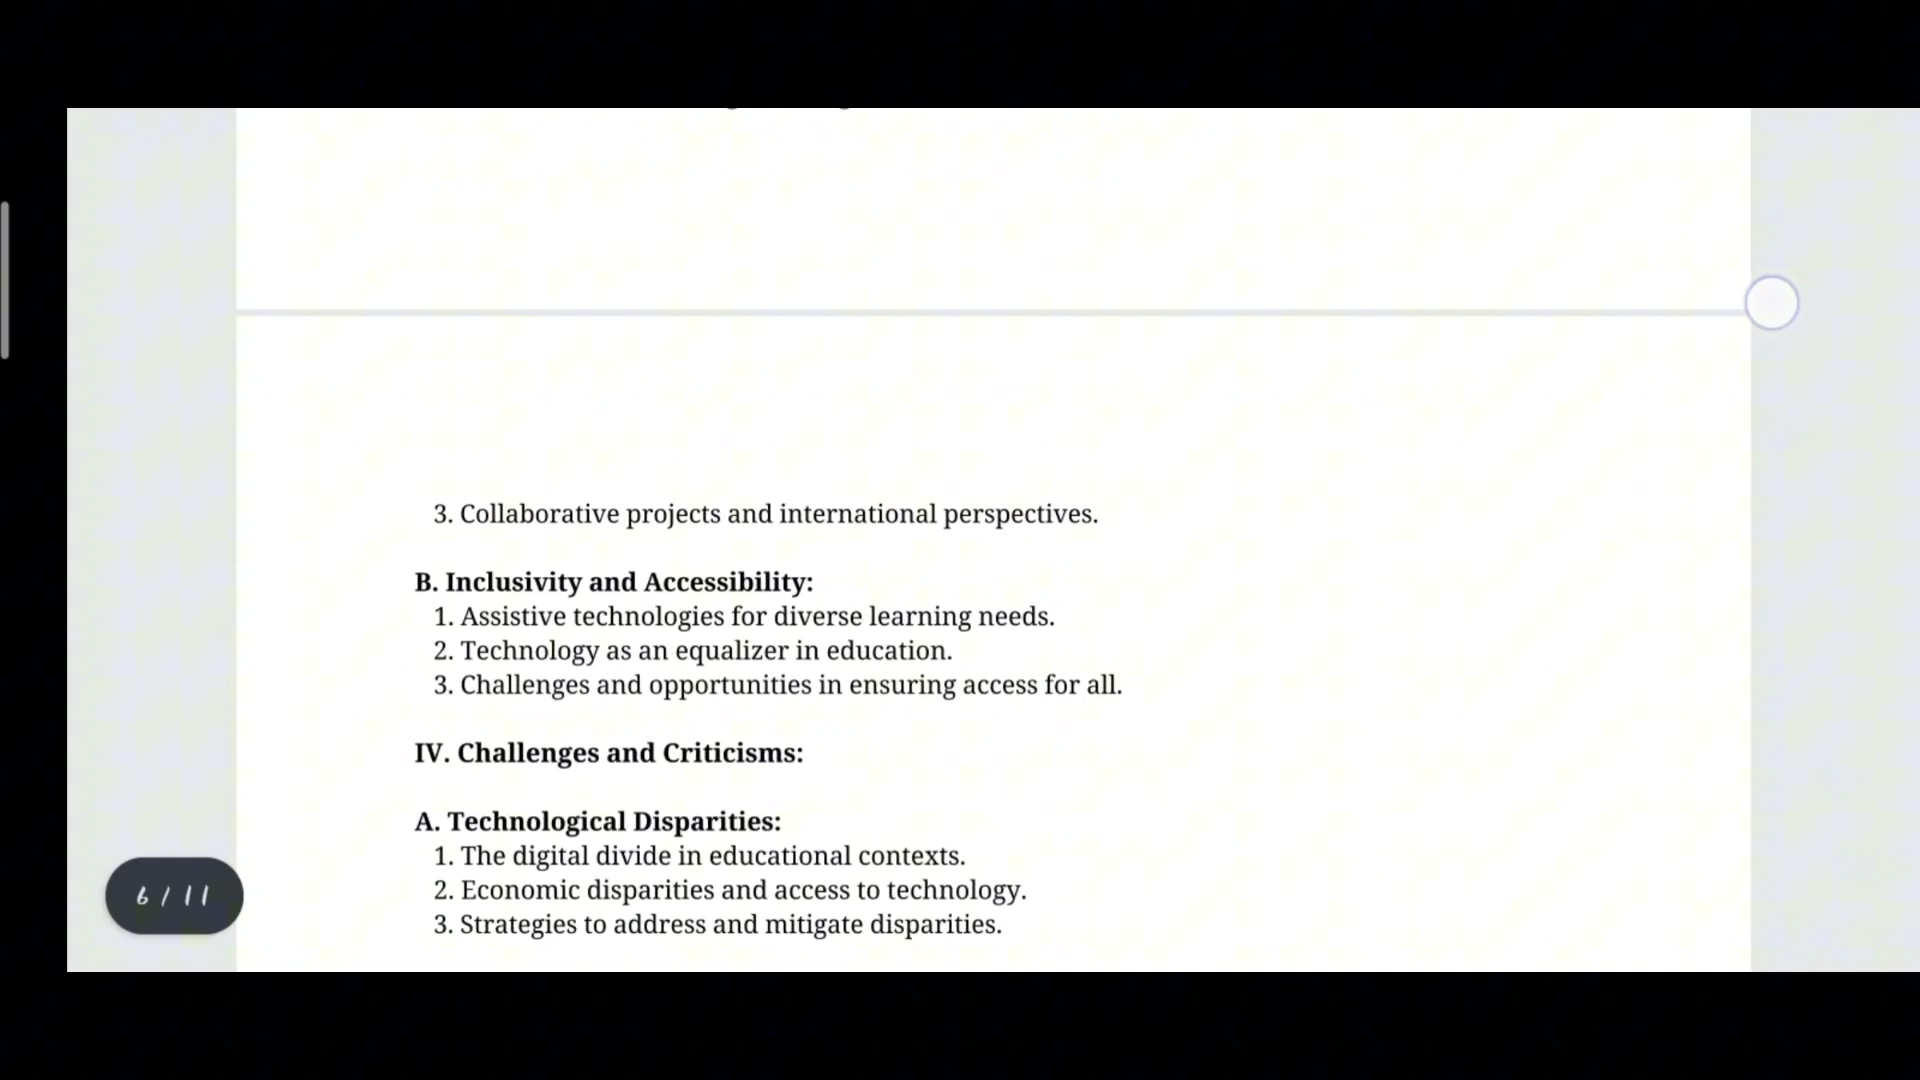 3. Collaborative projects and international perspectives.
B. Inclusivity and Accessibility:
1. Assistive technologies for diverse learning needs.
2. Technology as an equalizer in education.
3. Challenges and opportunities in ensuring access for all.
IV. Challenges and Criticisms:
A. Technological Disparities:
1. The digital divide in educational contexts.
2. Economic disparities and access to technology.
3. Strategies to address and mitigate disparities.
6 / 11